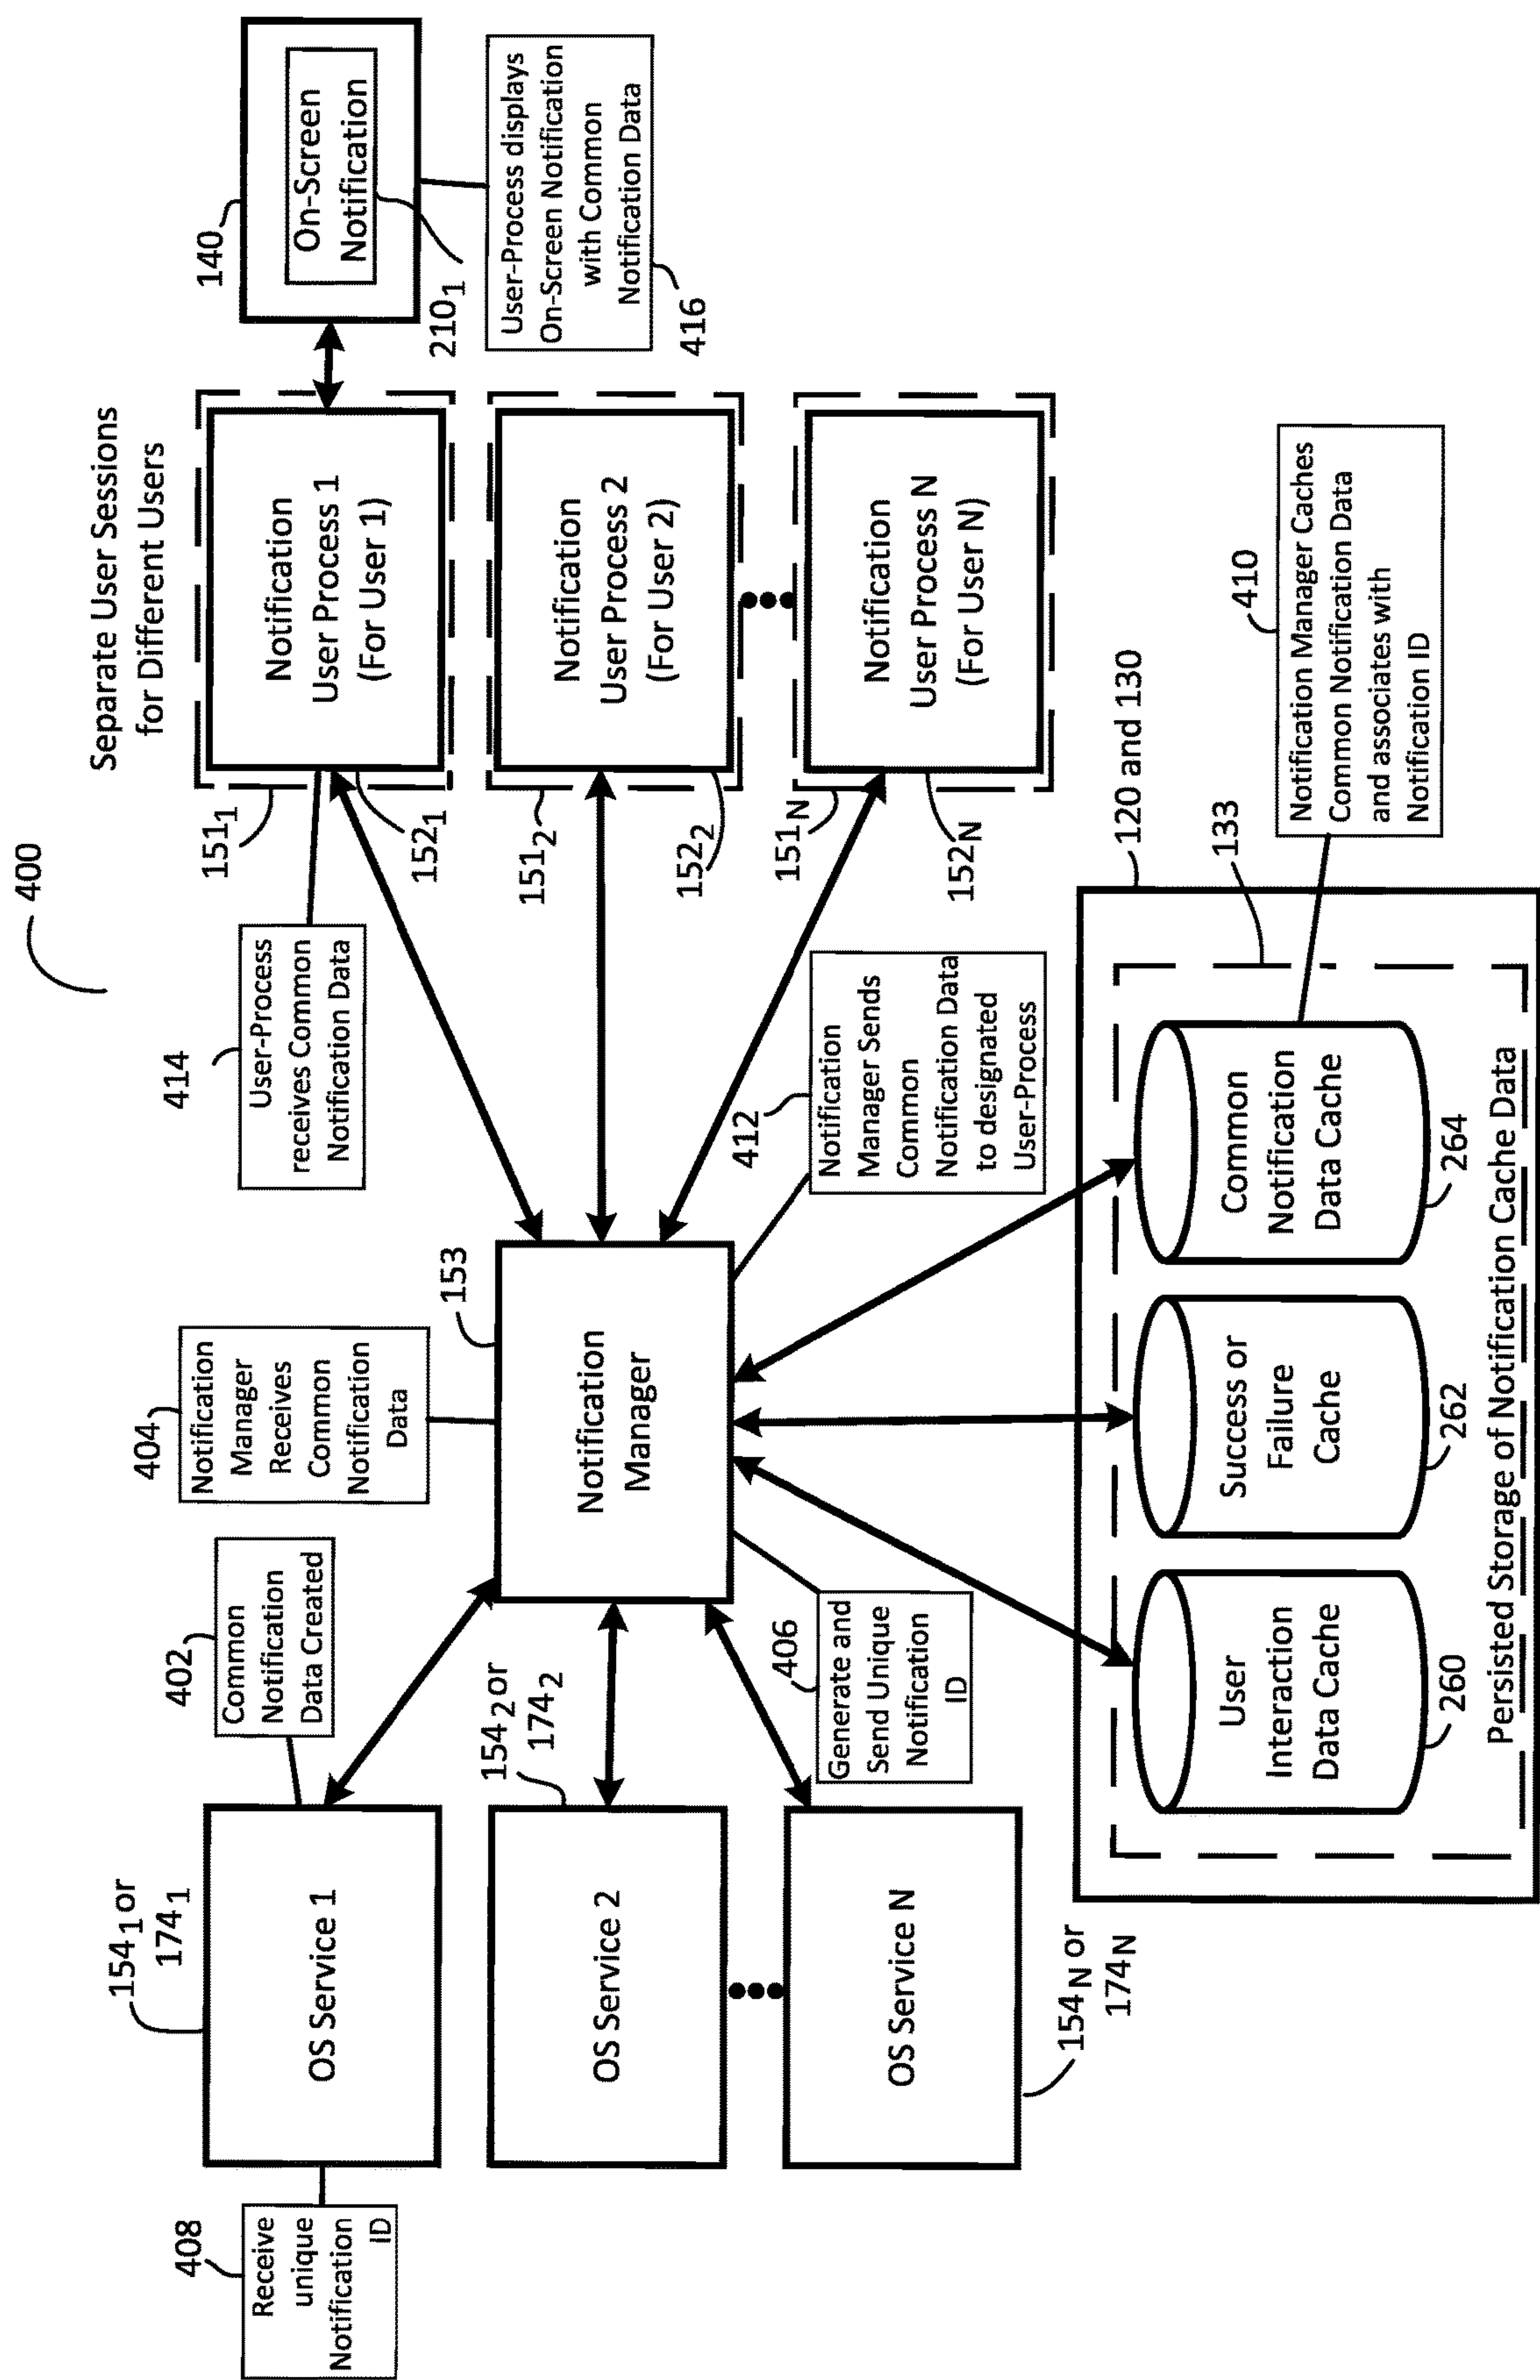 400
Separate User Sessions
for Different Users
408
Receive
unique
Notification
ID
154₁ or
174₁
OS Service 1
402
Common
Notification
Data Created
404
Notification
Manager
Receives
Common
Notification
Data
414
User-Process
receives Common
Notification Data
151₁
152₁
Notification
User Process 1
(For User 1)
140
On-Screen
Notification
210₁
User-Process displays
On-Screen Notification
with Common
Notification Data
416
154₂ or
174₂
OS Service 2
153
Notification
Manager
151₂
152₂
Notification
User Process 2
(For User 2)
OS Service N
154N or
174N
406
Generate and
Send Unique
Notification
ID
412
Notification
Manager Sends
Common
Notification Data
to designated
User-Process
151N
152N
Notification
User Process N
(For User N)
120 and 130
133
410
Notification Manager Caches
Common Notification Data
and associates with
Notification ID
User
Interaction
Data Cache
260
Success or
Failure
Cache
262
Common
Notification
Data Cache
264
Persisted Storage of Notification Cache Data